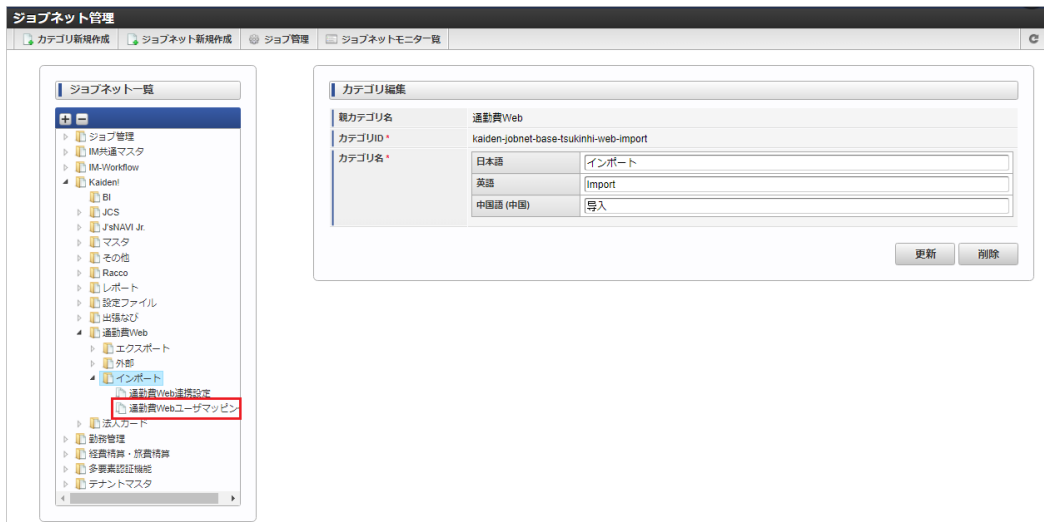 ジョブネット管理
カテゴリ新規作成 ジョブネット新規作成 ジョブ管理 ジョブネットモニタ一覧
ジョブネット一覧
ジョブ管理
IM共通マスタ
IM-Workflow
Kaiden!
BI
JCS
J'sNAVI Jr.
マスタ
その他
Racco
レポート
設定ファイル
出張なび
通勤費Web
エクスポート
外部
インポート
通勤費Web連携設定
通勤費Webユーザマッピン
法人カード
勤務管理
経費精算・旅費精算
多要素認証機能
テナントマスタ
カテゴリ編集
親カテゴリ名 通勤費Web
カテゴリID * kaiden-jobnet-base-tsukinhi-web-import
カテゴリ名 * 日本語 インポート
英語 Import
中国語 (中国) 导入
更新 削除